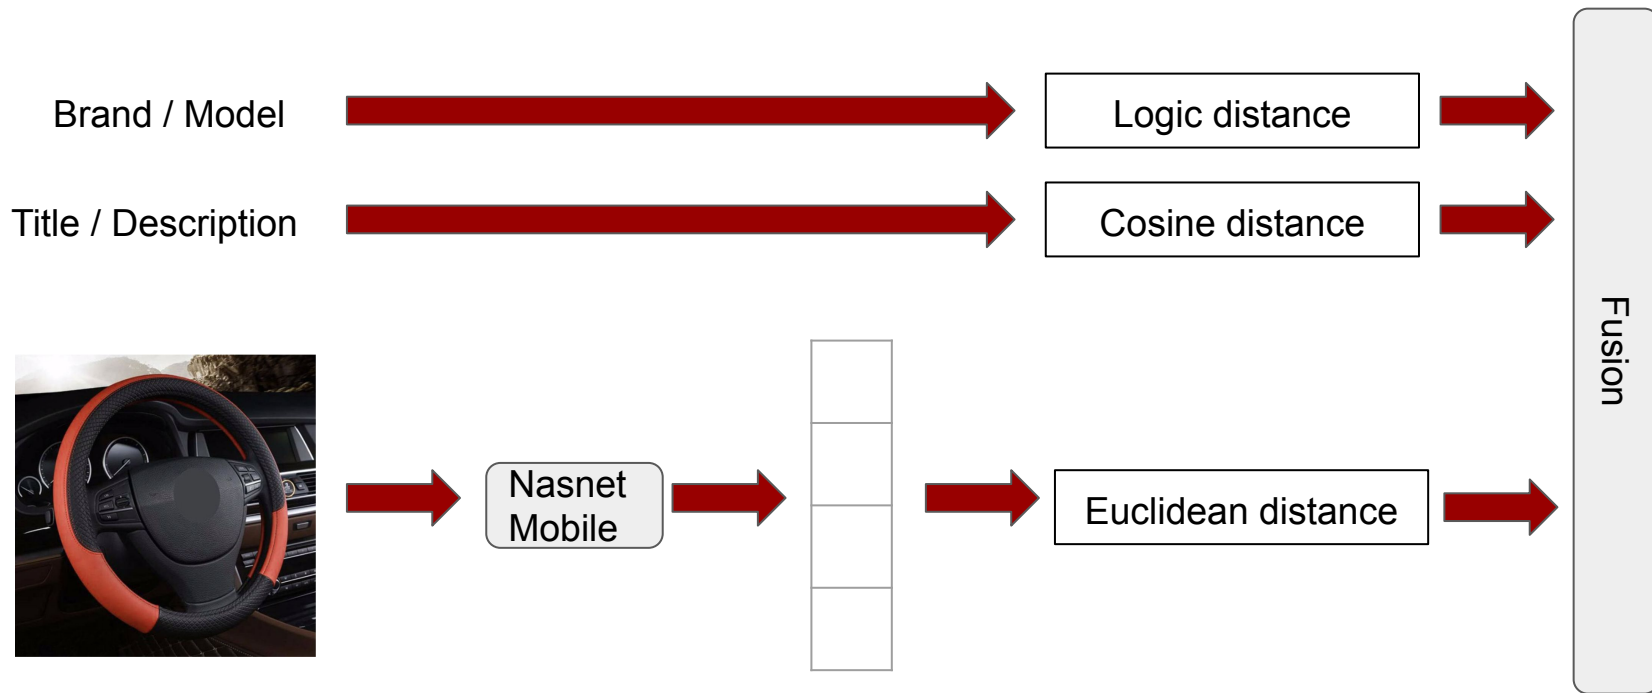 Brand / Model
Logic distance
Title / Description
Cosine distance
Nasnet
Mobile
Euclidean distance
Fusion